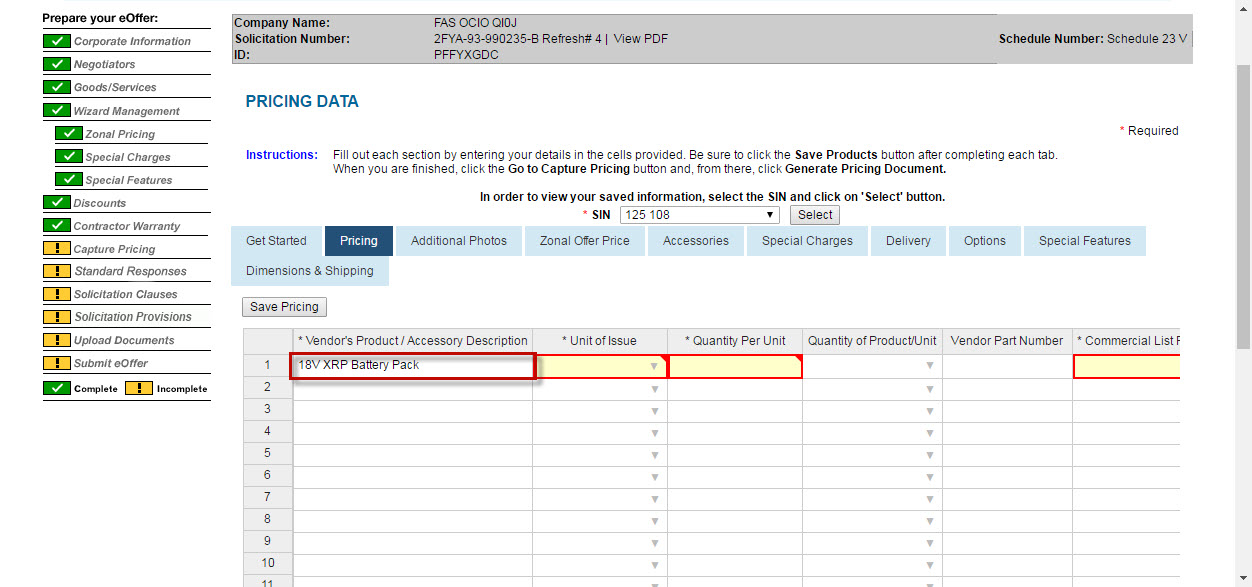 Prepare your eOffer:
Corporate Information
Negotiators
Goods/Services
Wizard Management
Zonal Pricing
Special Charges
Special Features
Discounts
Contractor Warranty
Capture Pricing
Standard Responses
Solicitation Clauses
Solicitation Provisions
Upload Documents
Submit eOffer
Complete Incomplete
Company Name: FAS OCIO QI0J
Solicitation Number: 2FYA-93-990235-B Refresh# 4 | View PDF Schedule Number: Schedule 23 V
ID: PFFYXGDC
PRICING DATA
* Required
Instructions: Fill out each section by entering your details in the cells provided. Be sure to click the Save Products button after completing each tab.
When you are finished, click the Go to Capture Pricing button and, from there, click Generate Pricing Document.
In order to view your saved information, select the SIN and click on 'Select' button.
* SIN 125 108 Select
Get Started Pricing Additional Photos Zonal Offer Price Accessories Special Charges Delivery Options Special Features
Dimensions & Shipping
Save Pricing
* Vendor's Product / Accessory Description * Unit of Issue * Quantity Per Unit Quantity of Product/Unit Vendor Part Number * Commercial List
1 18V XRP Battery Pack
2
3
4
5
6
7
8
9
10
11